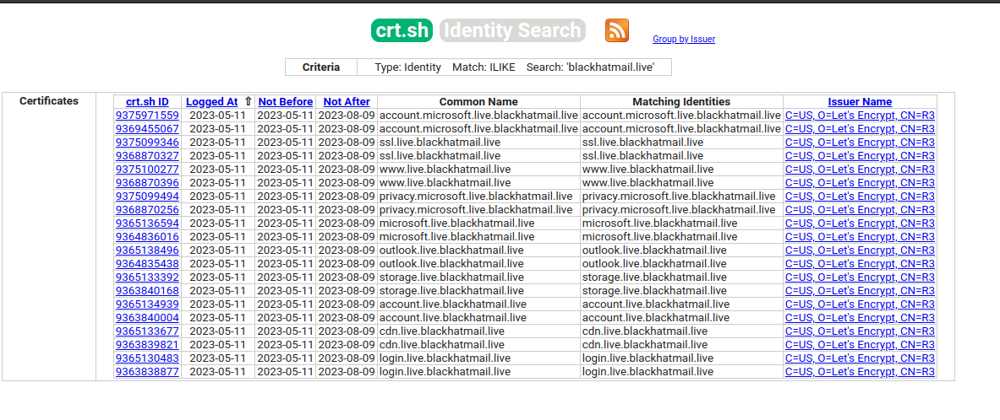 crt.sh Identity Search Group by Issuer
Criteria Type: Identity Match: ILIKE Search: 'blackhatmail.live'
Certificates crt.sh ID Logged At ⇧ Not Before Not After Common Name Matching Identities Issuer Name
9375971559 2023-05-11 2023-05-11 2023-08-09 account.microsoft.live.blackhatmail.live account.microsoft.live.blackhatmail.live C=US, O=Let's Encrypt, CN=R3
9369455067 2023-05-11 2023-05-11 2023-08-09 account.microsoft.live.blackhatmail.live account.microsoft.live.blackhatmail.live C=US, O=Let's Encrypt, CN=R3
9375099346 2023-05-11 2023-05-11 2023-08-09 ssl.live.blackhatmail.live ssl.live.blackhatmail.live C=US, O=Let's Encrypt, CN=R3
9368870327 2023-05-11 2023-05-11 2023-08-09 ssl.live.blackhatmail.live ssl.live.blackhatmail.live C=US, O=Let's Encrypt, CN=R3
9375100277 2023-05-11 2023-05-11 2023-08-09 www.live.blackhatmail.live www.live.blackhatmail.live C=US, O=Let's Encrypt, CN=R3
9368870396 2023-05-11 2023-05-11 2023-08-09 www.live.blackhatmail.live www.live.blackhatmail.live C=US, O=Let's Encrypt, CN=R3
9375099494 2023-05-11 2023-05-11 2023-08-09 privacy.microsoft.live.blackhatmail.live privacy.microsoft.live.blackhatmail.live C=US, O=Let's Encrypt, CN=R3
9368870256 2023-05-11 2023-05-11 2023-08-09 privacy.microsoft.live.blackhatmail.live privacy.microsoft.live.blackhatmail.live C=US, O=Let's Encrypt, CN=R3
9365136594 2023-05-11 2023-05-11 2023-08-09 microsoft.live.blackhatmail.live microsoft.live.blackhatmail.live C=US, O=Let's Encrypt, CN=R3
9364836016 2023-05-11 2023-05-11 2023-08-09 microsoft.live.blackhatmail.live microsoft.live.blackhatmail.live C=US, O=Let's Encrypt, CN=R3
9365138496 2023-05-11 2023-05-11 2023-08-09 outlook.live.blackhatmail.live outlook.live.blackhatmail.live C=US, O=Let's Encrypt, CN=R3
9364835438 2023-05-11 2023-05-11 2023-08-09 outlook.live.blackhatmail.live outlook.live.blackhatmail.live C=US, O=Let's Encrypt, CN=R3
9365133392 2023-05-11 2023-05-11 2023-08-09 storage.live.blackhatmail.live storage.live.blackhatmail.live C=US, O=Let's Encrypt, CN=R3
9363840168 2023-05-11 2023-05-11 2023-08-09 storage.live.blackhatmail.live storage.live.blackhatmail.live C=US, O=Let's Encrypt, CN=R3
9365134939 2023-05-11 2023-05-11 2023-08-09 account.live.blackhatmail.live account.live.blackhatmail.live C=US, O=Let's Encrypt, CN=R3
9363840004 2023-05-11 2023-05-11 2023-08-09 account.live.blackhatmail.live account.live.blackhatmail.live C=US, O=Let's Encrypt, CN=R3
9365133677 2023-05-11 2023-05-11 2023-08-09 cdn.live.blackhatmail.live cdn.live.blackhatmail.live C=US, O=Let's Encrypt, CN=R3
9363839821 2023-05-11 2023-05-11 2023-08-09 cdn.live.blackhatmail.live cdn.live.blackhatmail.live C=US, O=Let's Encrypt, CN=R3
9365130483 2023-05-11 2023-05-11 2023-08-09 login.live.blackhatmail.live login.live.blackhatmail.live C=US, O=Let's Encrypt, CN=R3
9363838877 2023-05-11 2023-05-11 2023-08-09 login.live.blackhatmail.live login.live.blackhatmail.live C=US, O=Let's Encrypt, CN=R3